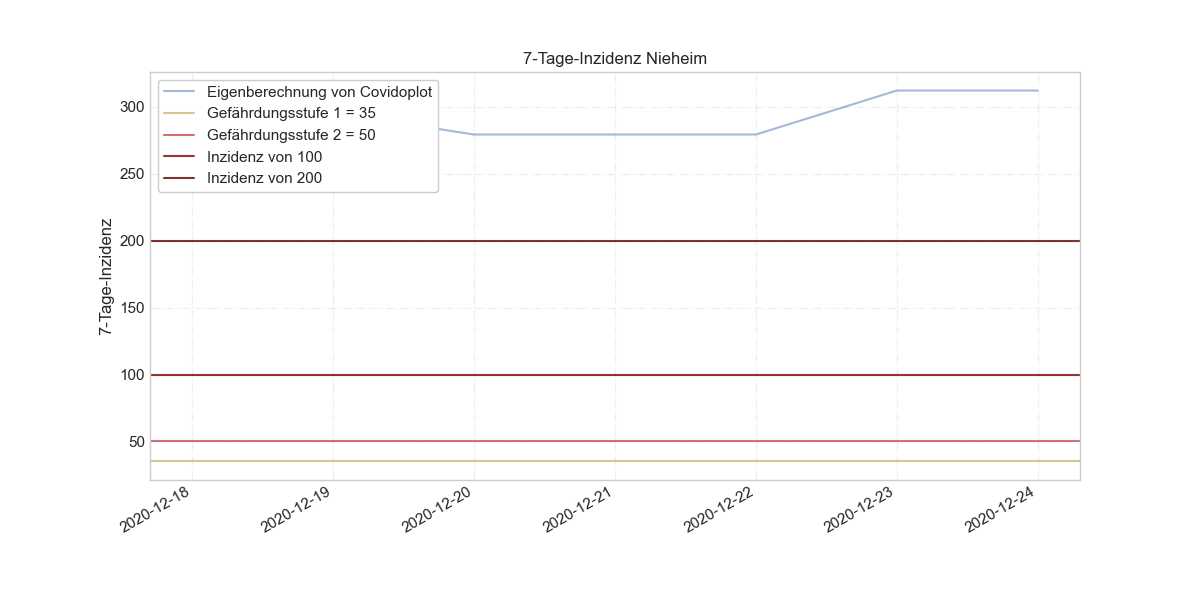 7-Tage-Inzidenz Nieheim
Eigenberechnung von Covidoplot
Gefährdungsstufe 1 = 35
Gefährdungsstufe 2 = 50
Inzidenz von 100
Inzidenz von 200
7-Tage-Inzidenz
300
250
200
150
100
50
2020-12-18
2020-12-19
2020-12-20
2020-12-21
2020-12-22
2020-12-23
2020-12-24